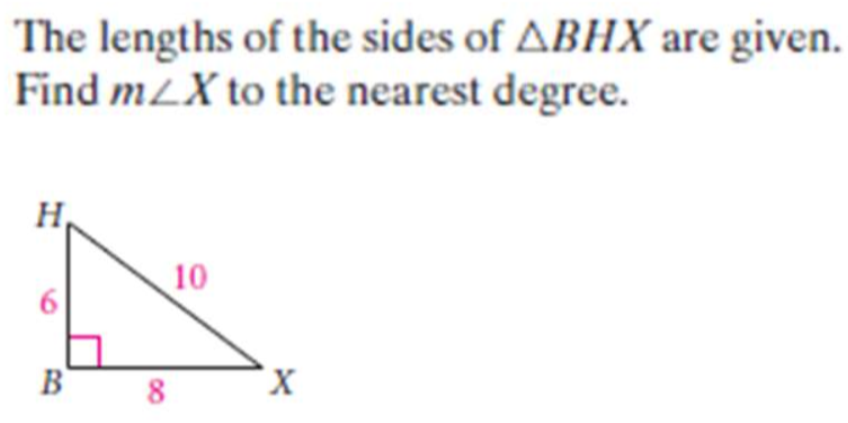 The lengths of the sides of △BHX are given.
Find m∠X to the nearest degree.
H
10
6
B
8
X